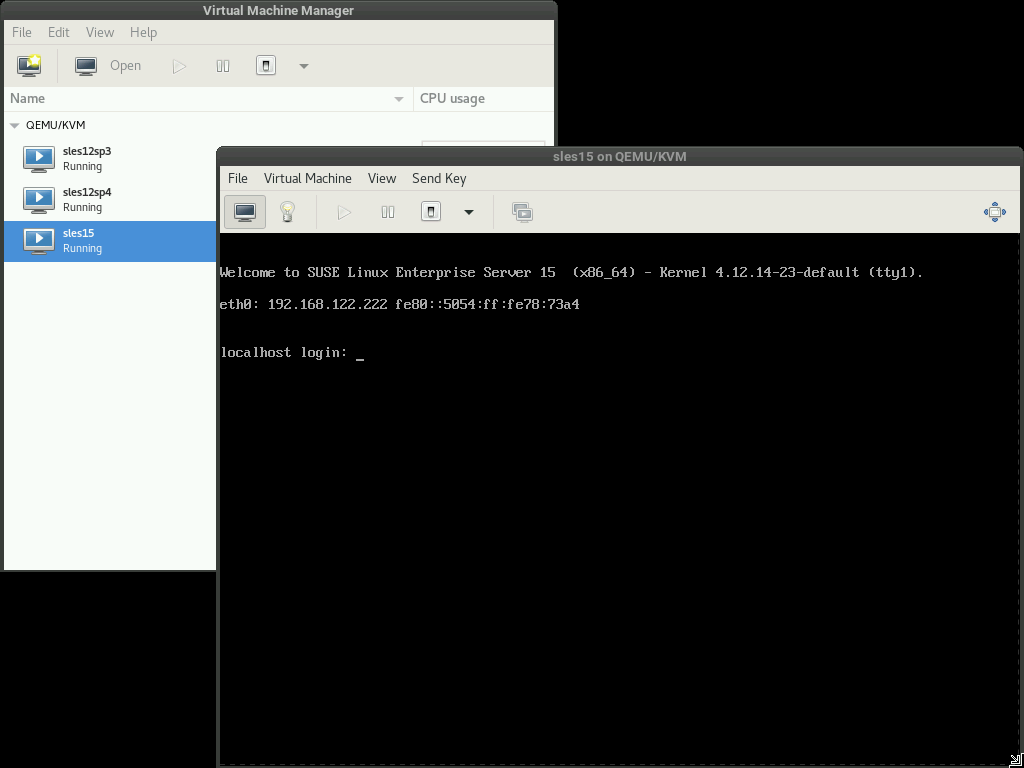 Virtual Machine Manager
File Edit View Help
Open
Name CPU usage
QEMU/KVM
sles12sp3
Running
sles12sp4
Running
sles15
Running
sles15 on QEMU/KVM
File Virtual Machine View Send Key
Welcome to SUSE Linux Enterprise Server 15  (x86_64) - Kernel 4.12.14-23-default (tty1).
eth0: 192.168.122.222 fe80::5054:ff:fe78:73a4
localhost login: _